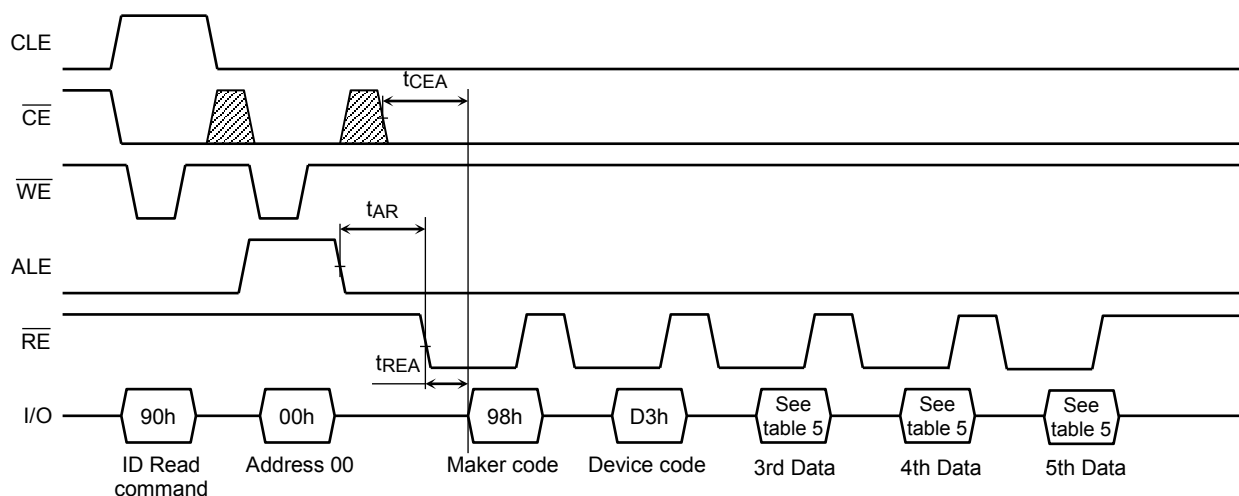 CLE
tCEA
CE
WE
tAR
ALE
RE
tREA
I/O
90h
00h
98h
D3h
See
table 5
See
table 5
See
table 5
ID Read
command
Address 00
Maker code
Device code
3rd Data
4th Data
5th Data